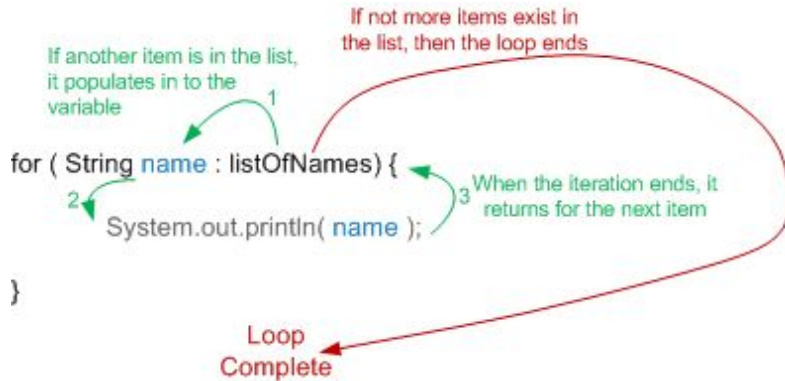 If not more items exist in
the list, then the loop ends
If another item is in the list,
it populates in to the
variable
1
for ( String name : listOfNames) {
2
3
When the iteration ends, it
returns for the next item
System.out.println( name );
}
Loop
Complete